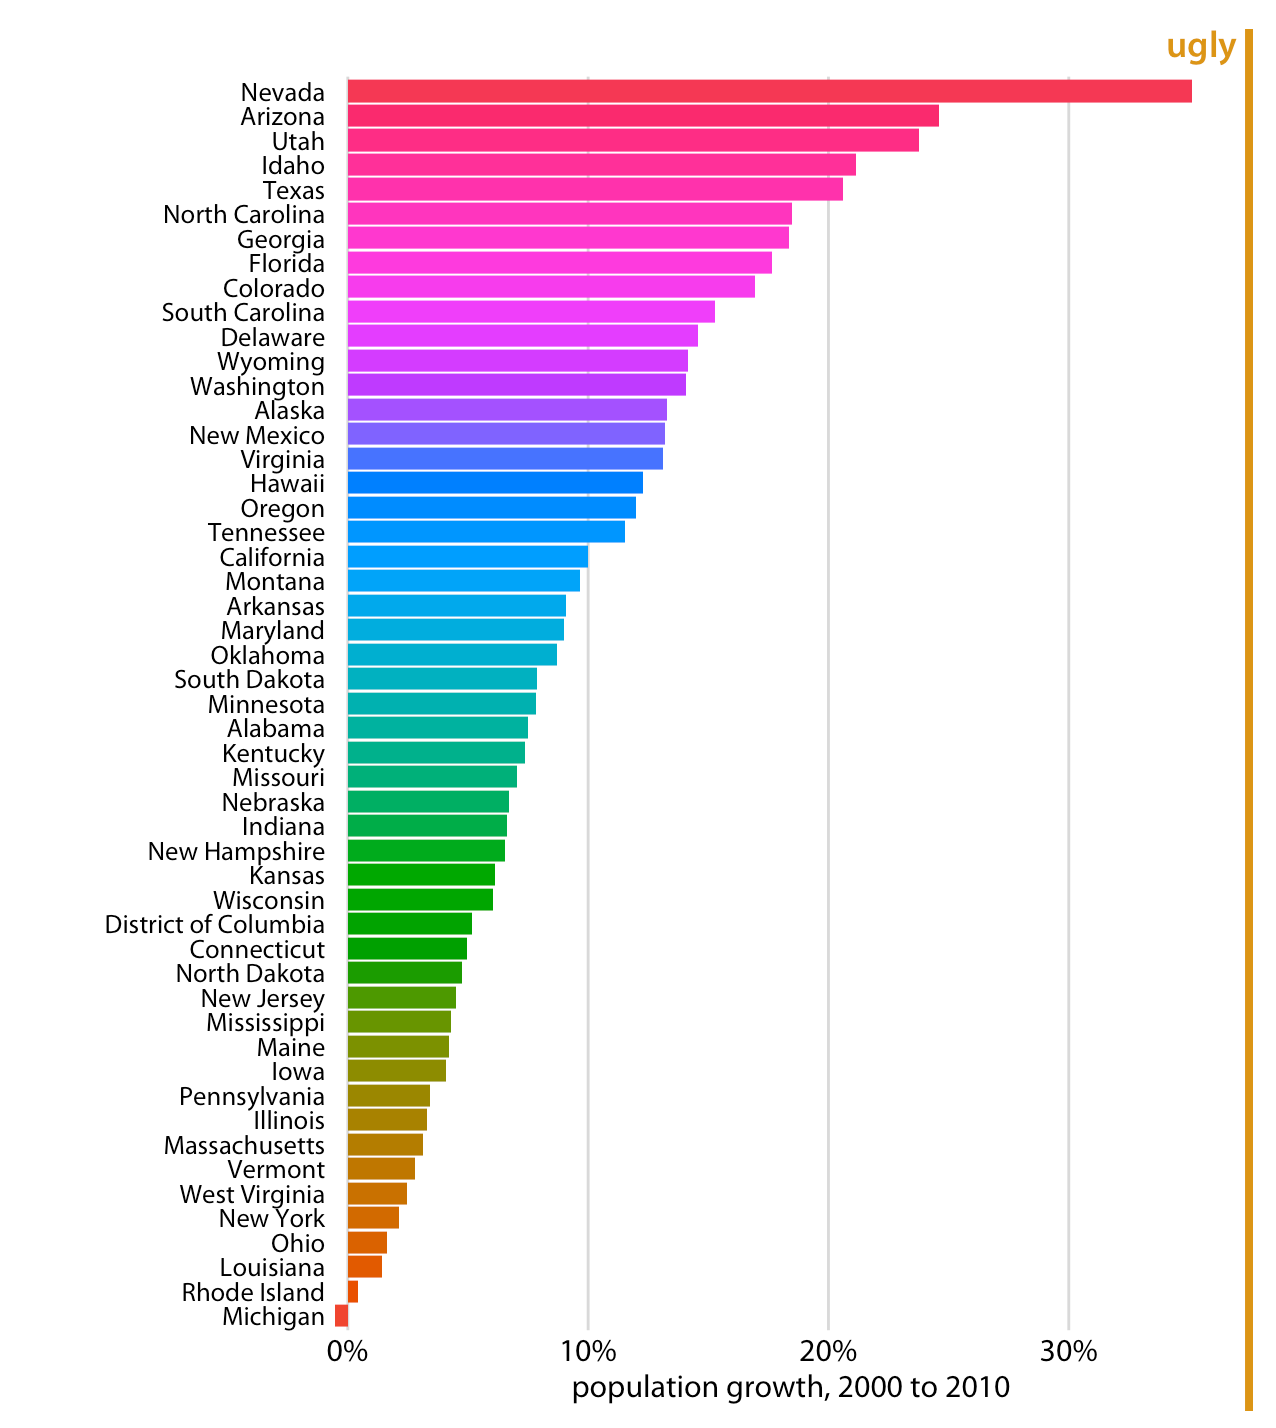 ugly
Nevada
Arizona
Utah
Idaho
Texas
North Carolina
Georgia
Florida
Colorado
South Carolina
Delaware
Wyoming
Washington
Alaska
New Mexico
Virginia
Hawaii
Oregon
Tennessee
California
Montana
Arkansas
Maryland
Oklahoma
South Dakota
Minnesota
Alabama
Kentucky
Missouri
Nebraska
Indiana
New Hampshire
Kansas
Wisconsin
District of Columbia
Connecticut
North Dakota
New Jersey
Mississippi
Maine
Iowa
Pennsylvania
Illinois
Massachusetts
Vermont
West Virginia
New York
Ohio
Louisiana
Rhode Island
Michigan
0% 10% 20% 30%
population growth, 2000 to 2010